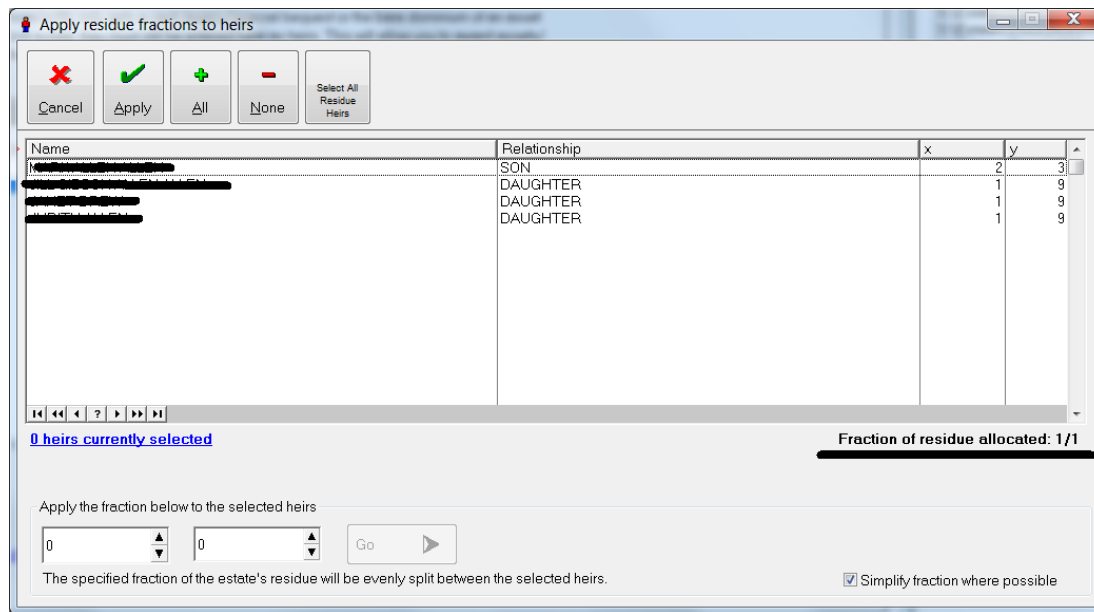 Apply residue fractions to heirs
Cancel
Apply
All
None
Select All
Residue
Heirs
Name Relationship x y
SON 2 3
DAUGHTER 1 9
DAUGHTER 1 9
DAUGHTER 1 9
0 heirs currently selected
Fraction of residue allocated: 1/1
Apply the fraction below to the selected heirs
0 0 Go
The specified fraction of the estate's residue will be evenly split between the selected heirs.
Simplify fraction where possible